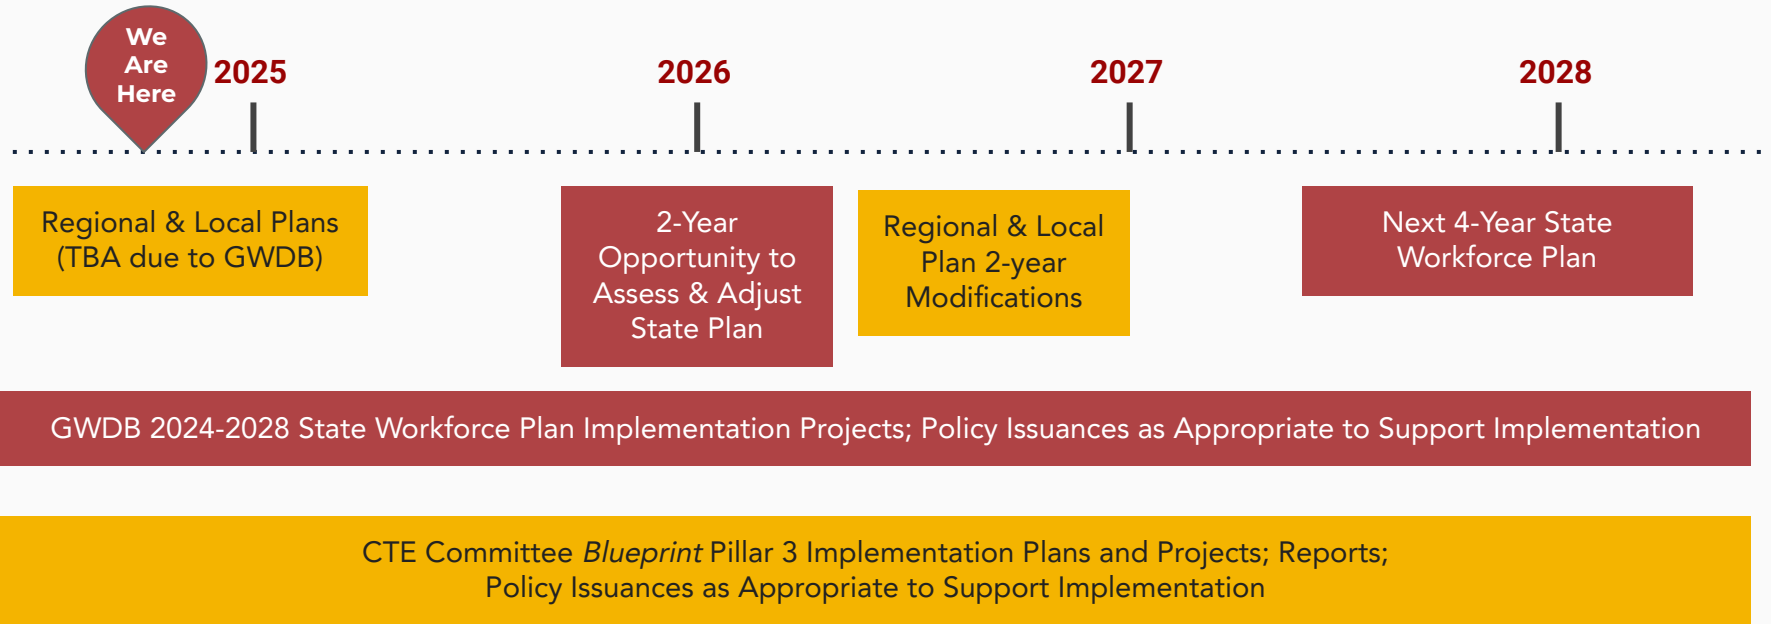 We
Are
Here
2025
2026
2027
2028
Regional & Local Plans
(TBA due to GWDB)
2-Year
Opportunity to
Assess & Adjust
State Plan
Regional & Local
Plan 2-year
Modifications
Next 4-Year State
Workforce Plan
GWDB 2024-2028 State Workforce Plan Implementation Projects; Policy Issuances as Appropriate to Support Implementation
CTE Committee Blueprint Pillar 3 Implementation Plans and Projects; Reports;
Policy Issuances as Appropriate to Support Implementation